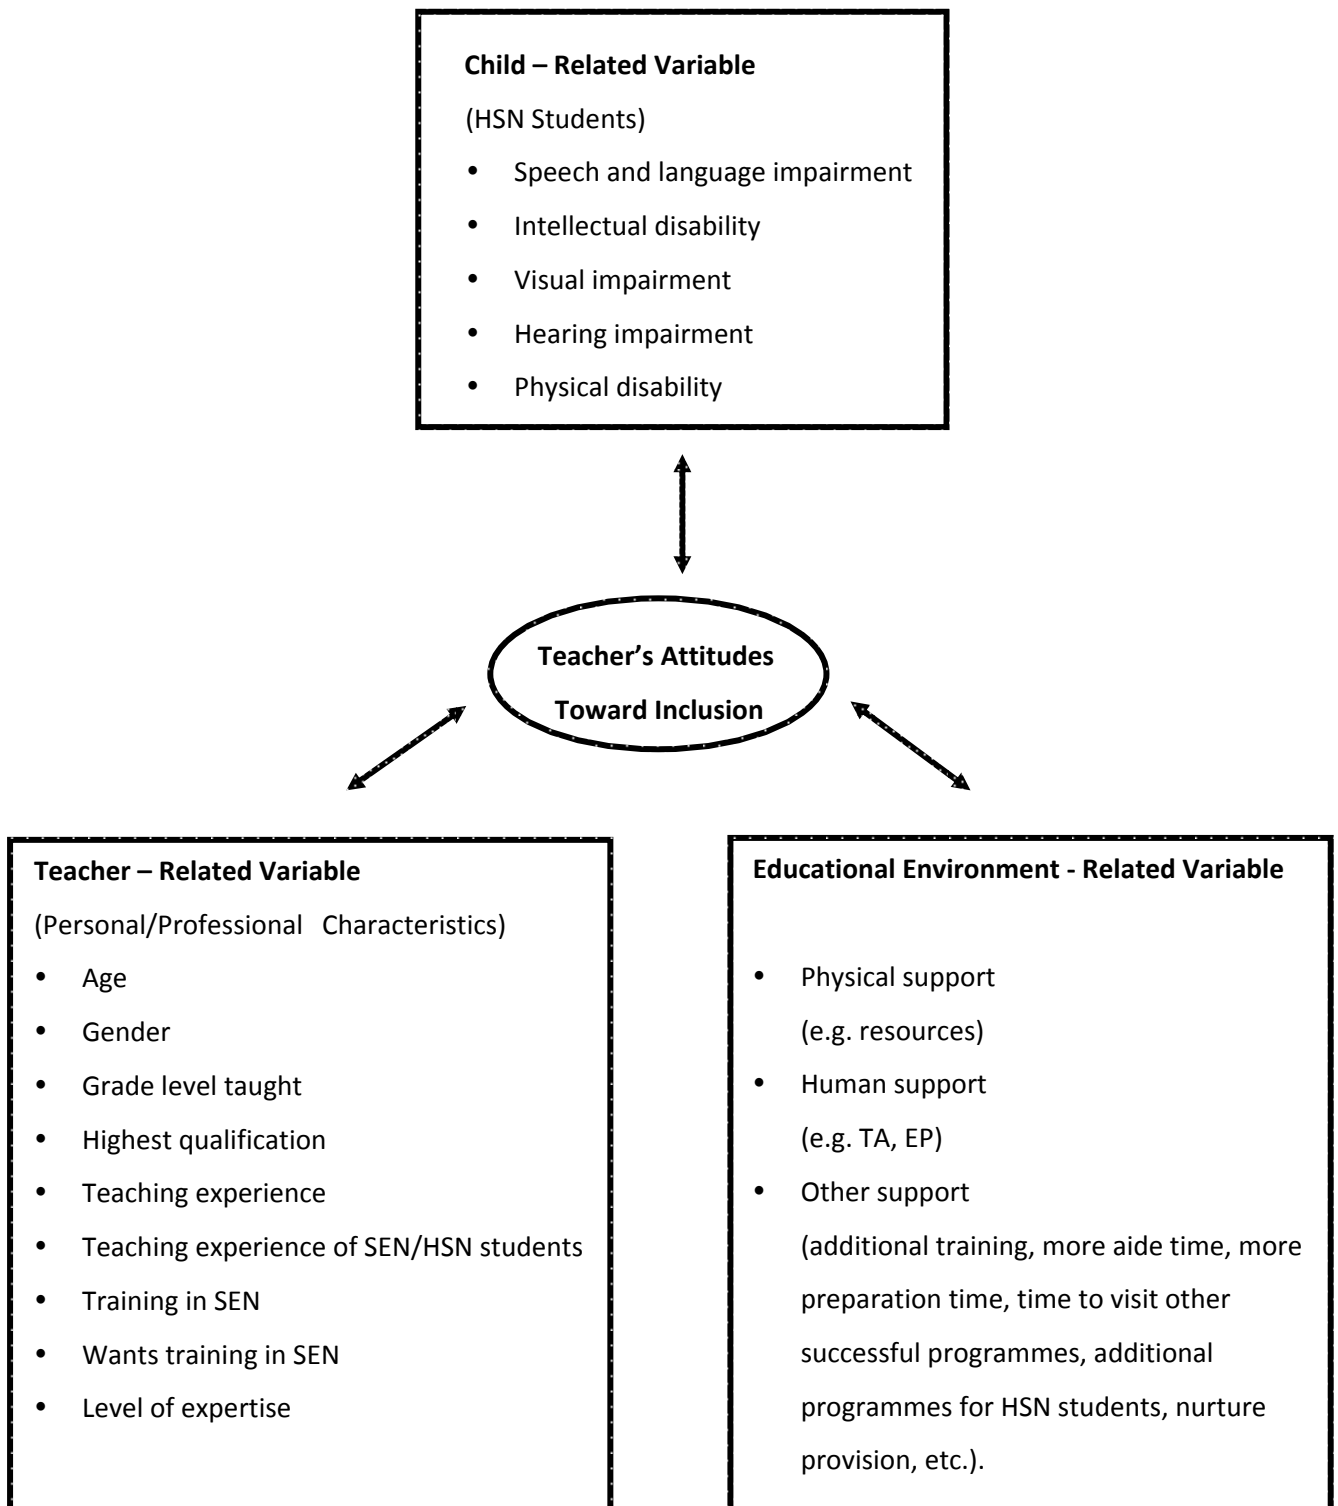 Child – Related Variable
(HSN Students)
• Speech and language impairment
• Intellectual disability
• Visual impairment
• Hearing impairment
• Physical disability
Teacher’s Attitudes
Toward Inclusion
Teacher – Related Variable
(Personal/Professional Characteristics)
• Age
• Gender
• Grade level taught
• Highest qualification
• Teaching experience
• Teaching experience of SEN/HSN students
• Training in SEN
• Wants training in SEN
• Level of expertise
Educational Environment - Related Variable
• Physical support
(e.g. resources)
• Human support
(e.g. TA, EP)
• Other support
(additional training, more aide time, more
preparation time, time to visit other
successful programmes, additional
programmes for HSN students, nurture
provision, etc.).